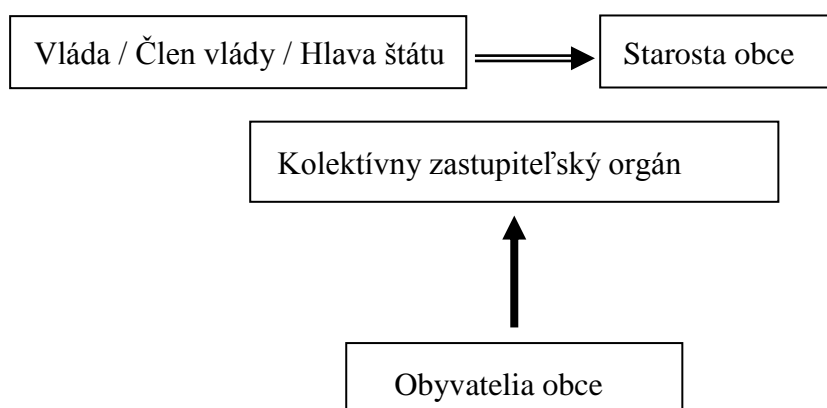 Vláda / Člen vlády / Hlava štátu
Starosta obce
Kolektívny zastupiteľský orgán
Obyvatelia obce